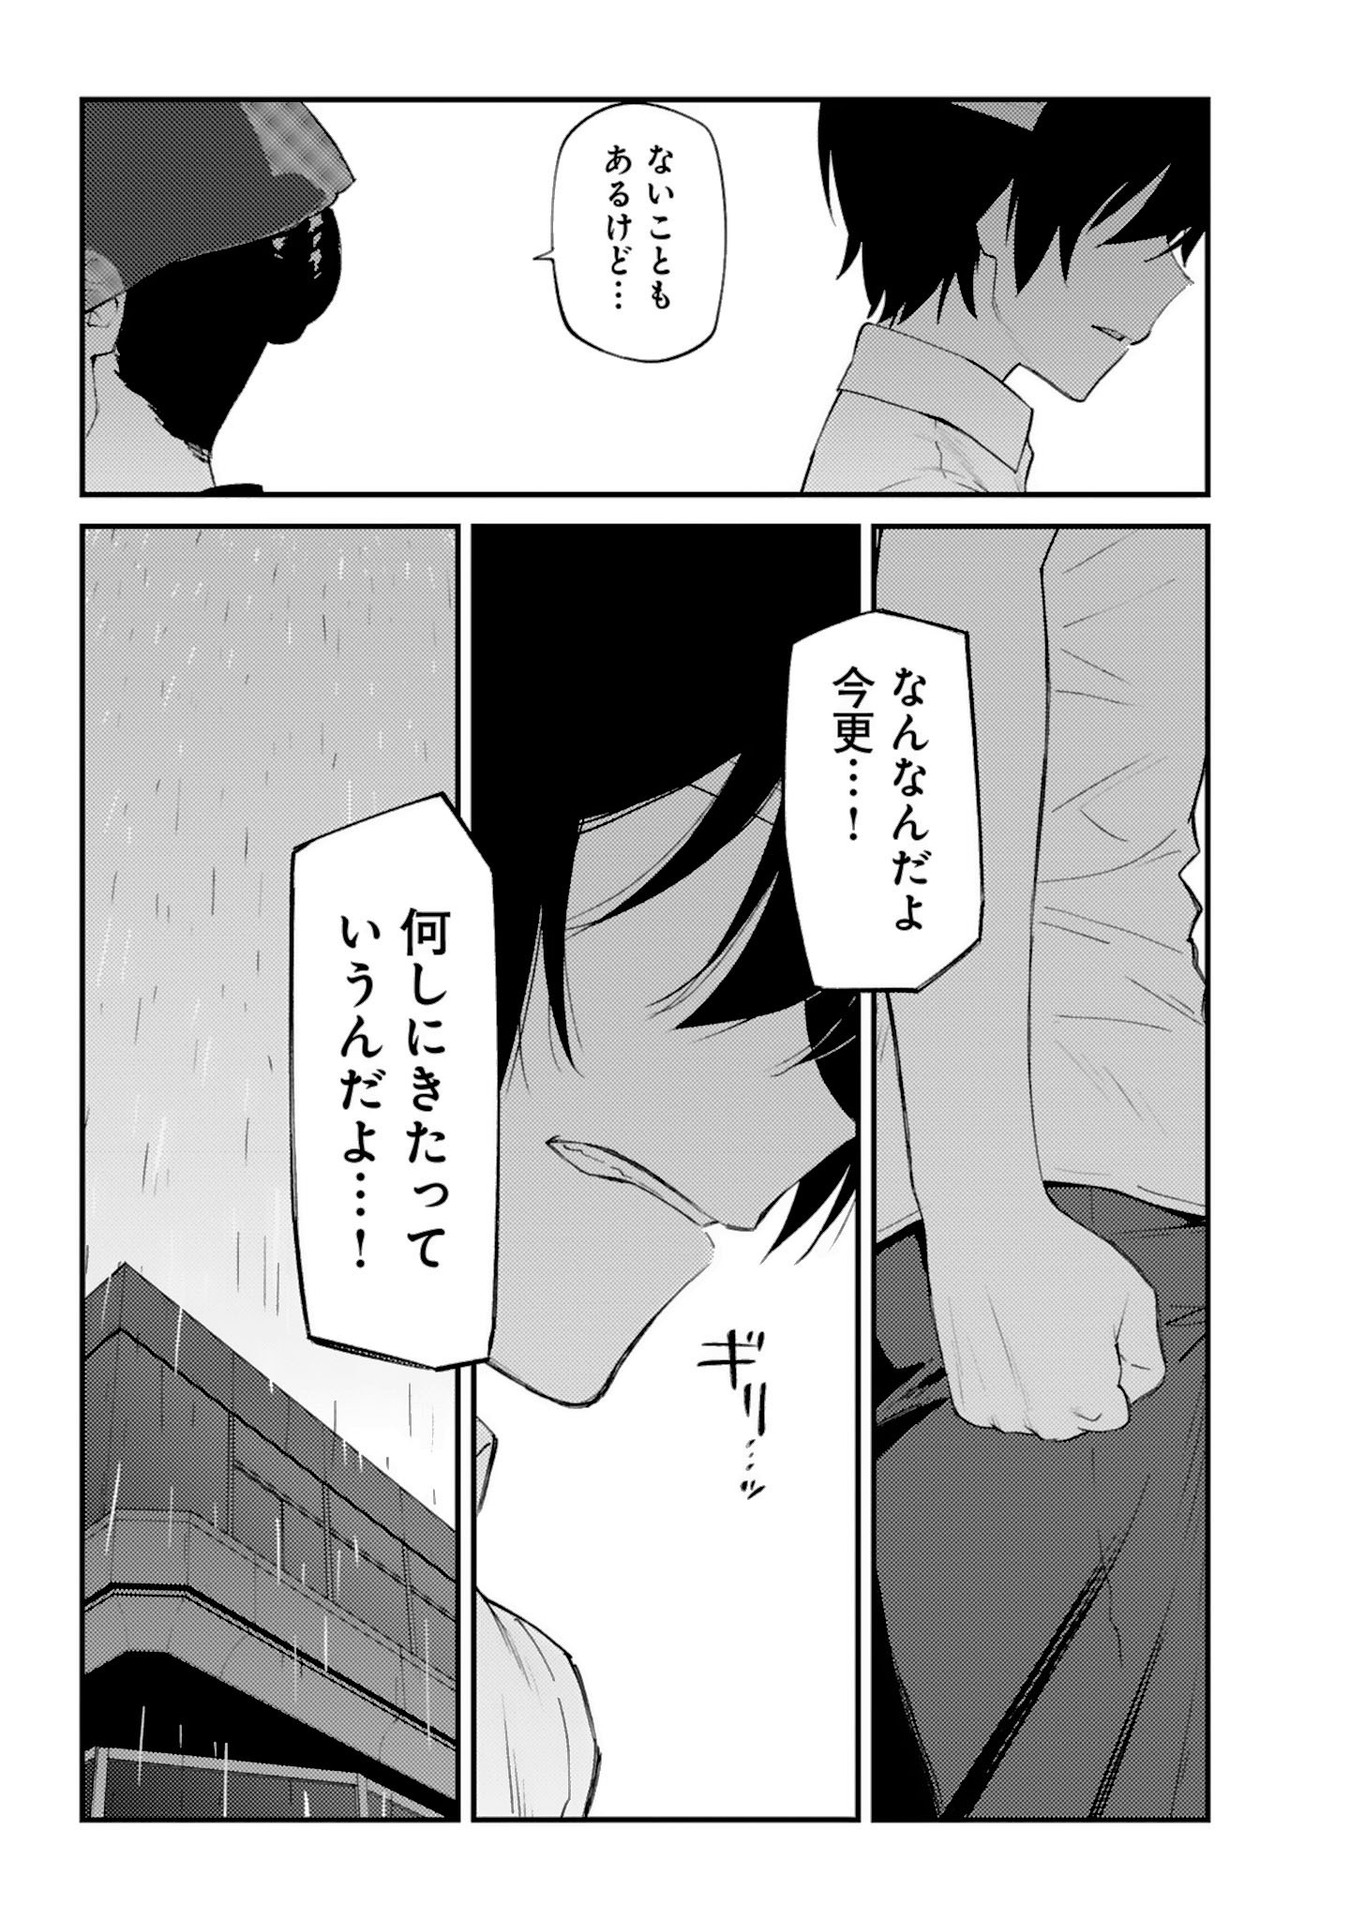 ないことも
あるけど…
なんなんだよ
今更…!
ギリ……
何しにきたって
いうんだよ…!